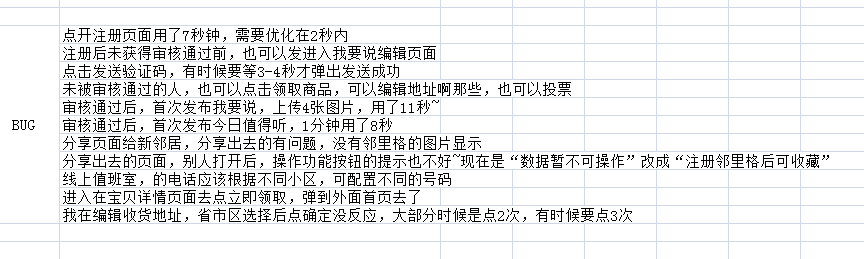 点开注册页面用了7秒钟，需要优化在2秒内
注册后未获得审核通过前，也可以发进入我要说编辑页面
点击发送验证码，有时候要等3-4秒才弹出发送成功
未被审核通过的人，也可以点击领取商品，可以编辑地址啊那些，也可以投票
审核通过后，首次发布我要说，上传4张图片，用了11秒~
BUG
审核通过后，首次发布今日值得听，1分钟用了8秒
分享页面给新邻居，分享出去的有问题，没有邻里格的图片显示
分享出去的页面，别人打开后，操作功能按钮的提示也不好~现在是“数据暂不可操作”改成“注册邻里格后可收藏”
线上值班室，的电话应该根据不同小区，可配置不同的号码
进入在宝贝详情页面去点立即领取，弹到外面首页去了
我在编辑收货地址，省市区选择后点确定没反应，大部分时候是点2次，有时候要点3次